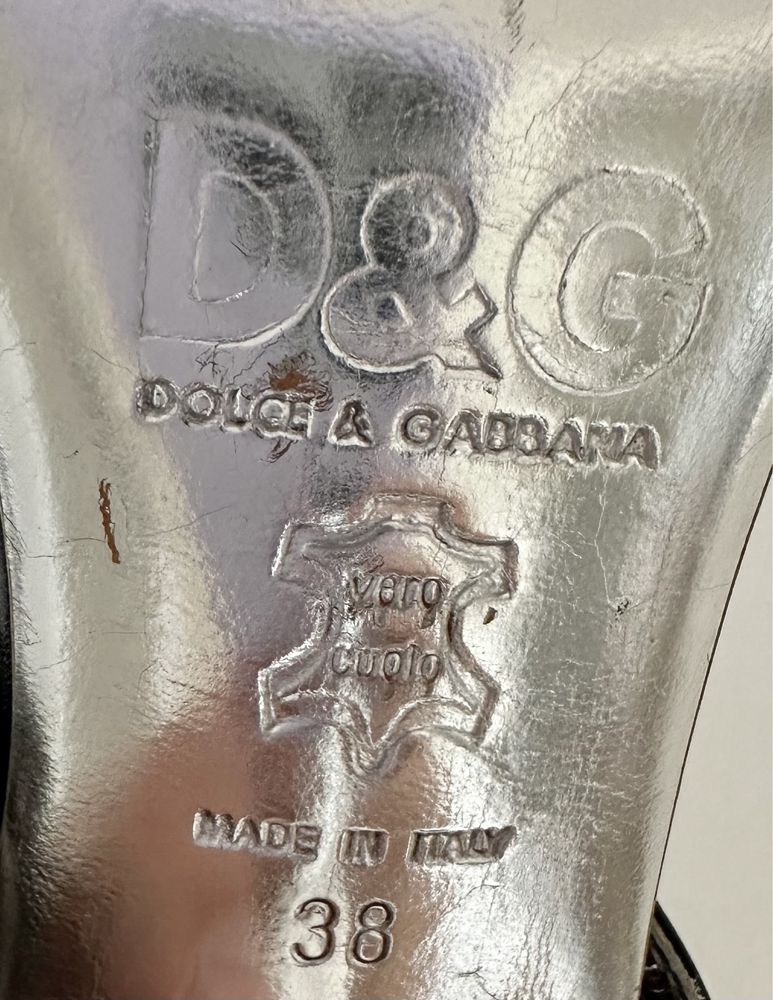 D&G
DOLCE & GABBANA
vero
cuoio
MADE IN ITALY
38